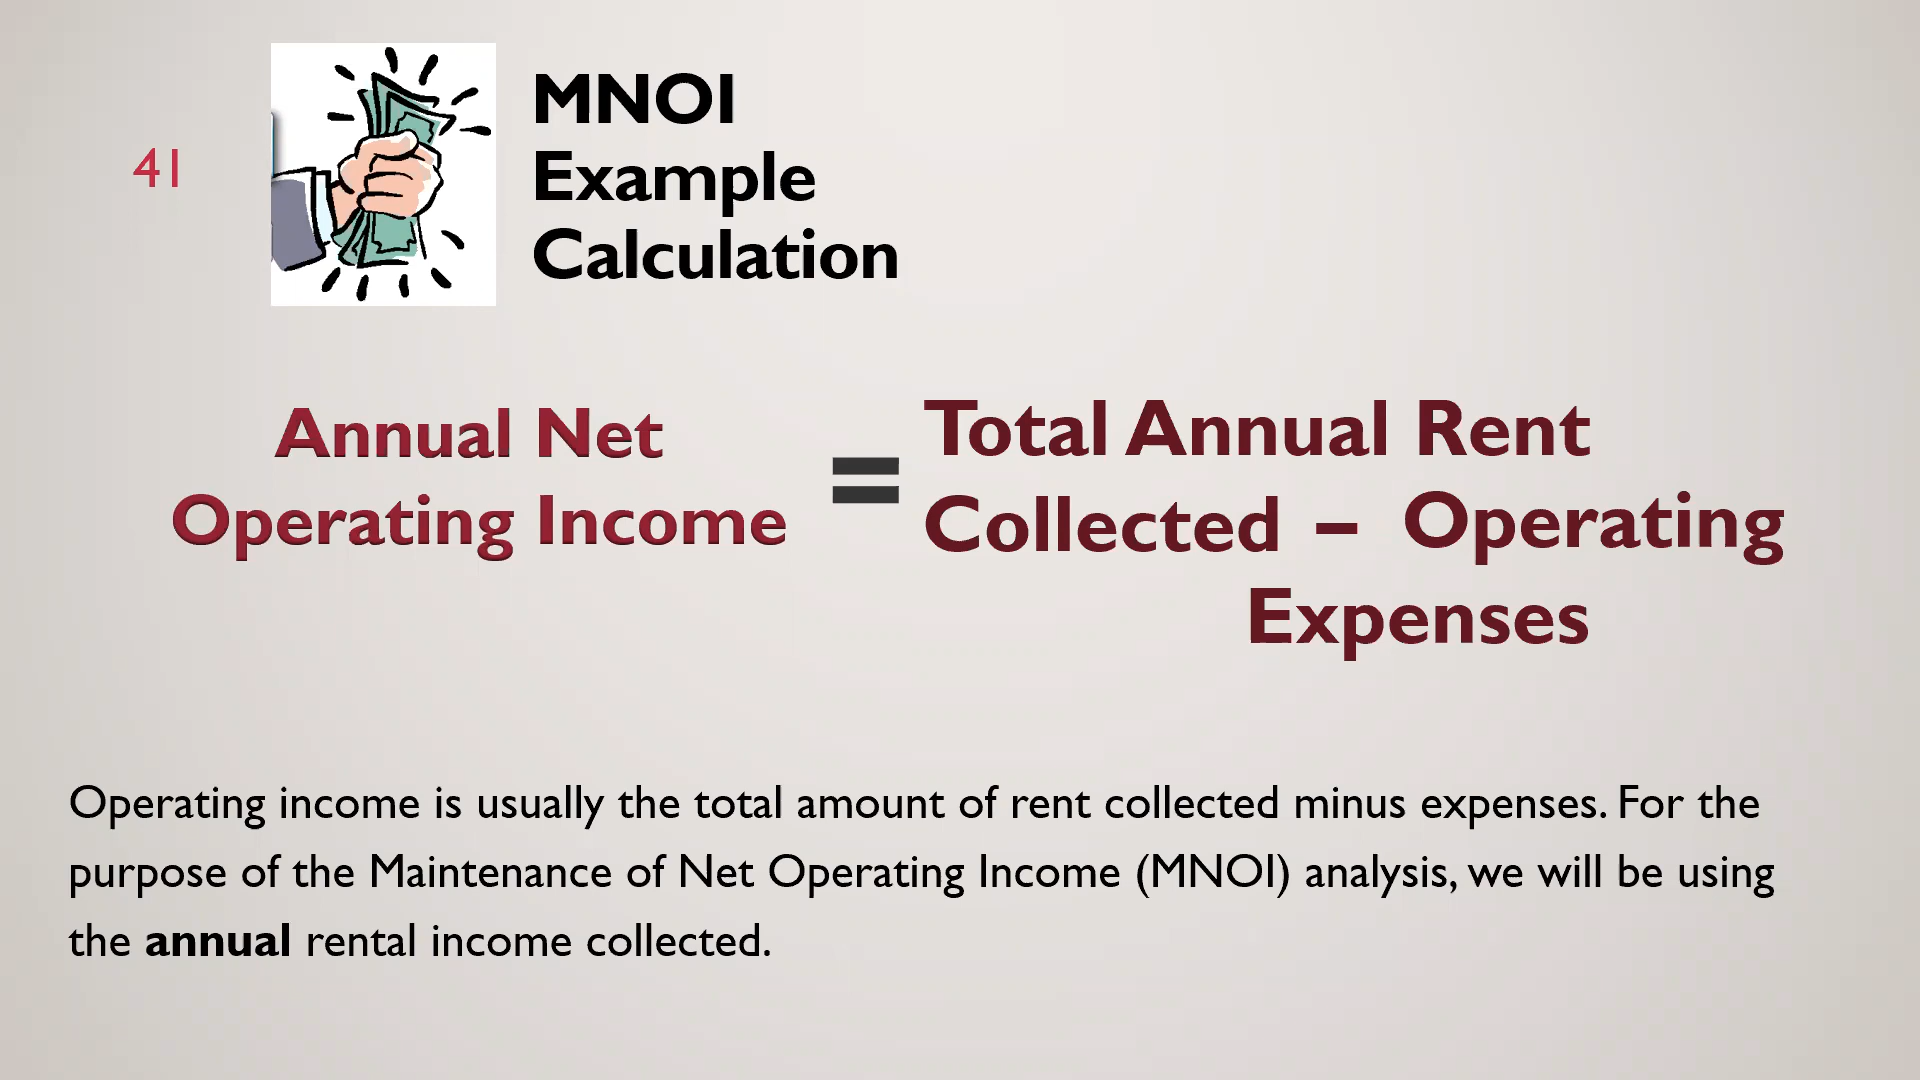 41
MNOI
Example
Calculation
Annual Net
Operating Income
=
Total Annual Rent
Collected – Operating
Expenses
Operating income is usually the total amount of rent collected minus expenses. For the
purpose of the Maintenance of Net Operating Income (MNOI) analysis, we will be using
the annual rental income collected.